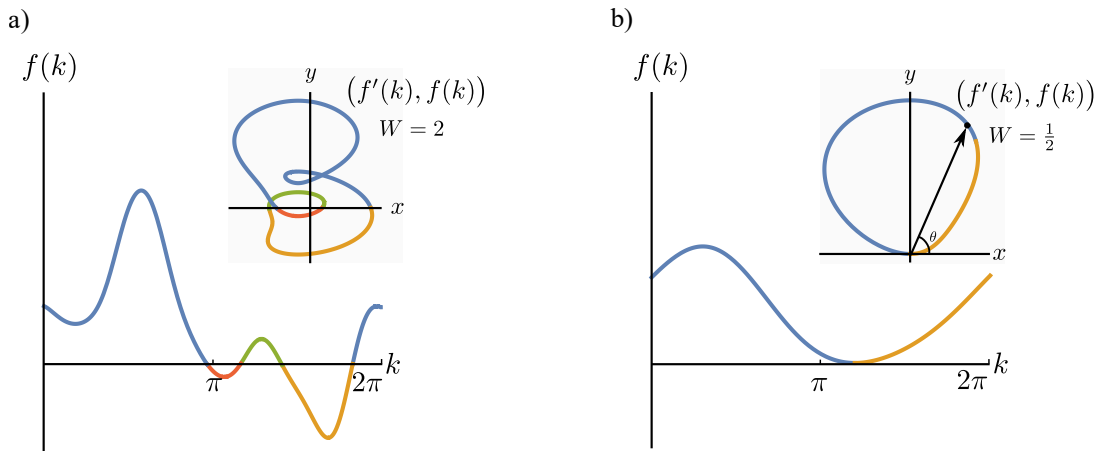 a)
f(k)
y
(f′(k), f(k))
W = 2
x
π
2π
k
b)
f(k)
y
(f′(k), f(k))
W = 1/2
θ
x
π
2π
k